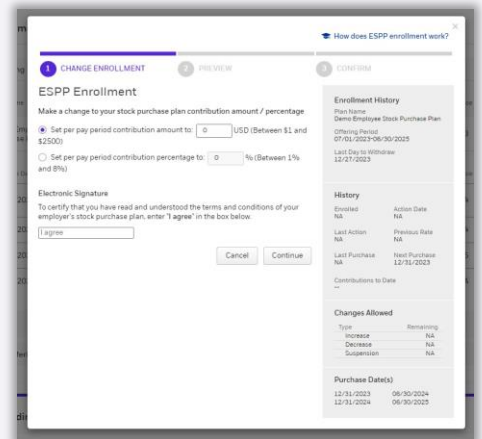 How does ESPP enrollment work?
1 CHANGE ENROLLMENT
2 PREVIEW
3 CONFIRM
ESPP Enrollment
Make a change to your stock purchase plan contribution amount / percentage
Set per pay period contribution amount to: 0 USD (Between $1 and
$2500)
Set per pay period contribution percentage to: 0 % (Between 1%
and 8%)
Electronic Signature
To certify that you have read and understood the terms and conditions of your
employer's stock purchase plan, enter "I agree" in the box below.
I agree
Cancel
Continue
Enrollment History
Plan Name
Demo Employee Stock Purchase Plan
Offering Period
07/01/2023-06/30/2025
Last Day to Withdraw
12/27/2023
History
Enrolled Action Date
NA NA
Last Action Previous Rate
NA NA
Last Purchase Next Purchase
NA 12/31/2023
Contributions to Date
--
Changes Allowed
Type Remaining
Increase NA
Decrease NA
Suspension NA
Purchase Date(s)
12/31/2023 06/30/2024
12/31/2024 06/30/2025